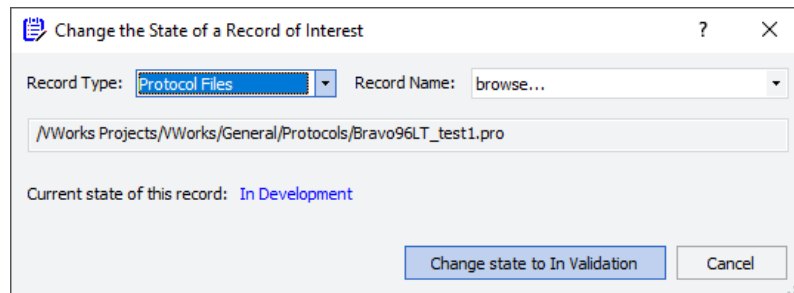 Change the State of a Record of Interest
Record Type: Protocol Files Record Name: browse...
/VWorks Projects/VWorks/General/Protocols/Bravo96LT_test1.pro
Current state of this record: In Development
Change state to In Validation Cancel